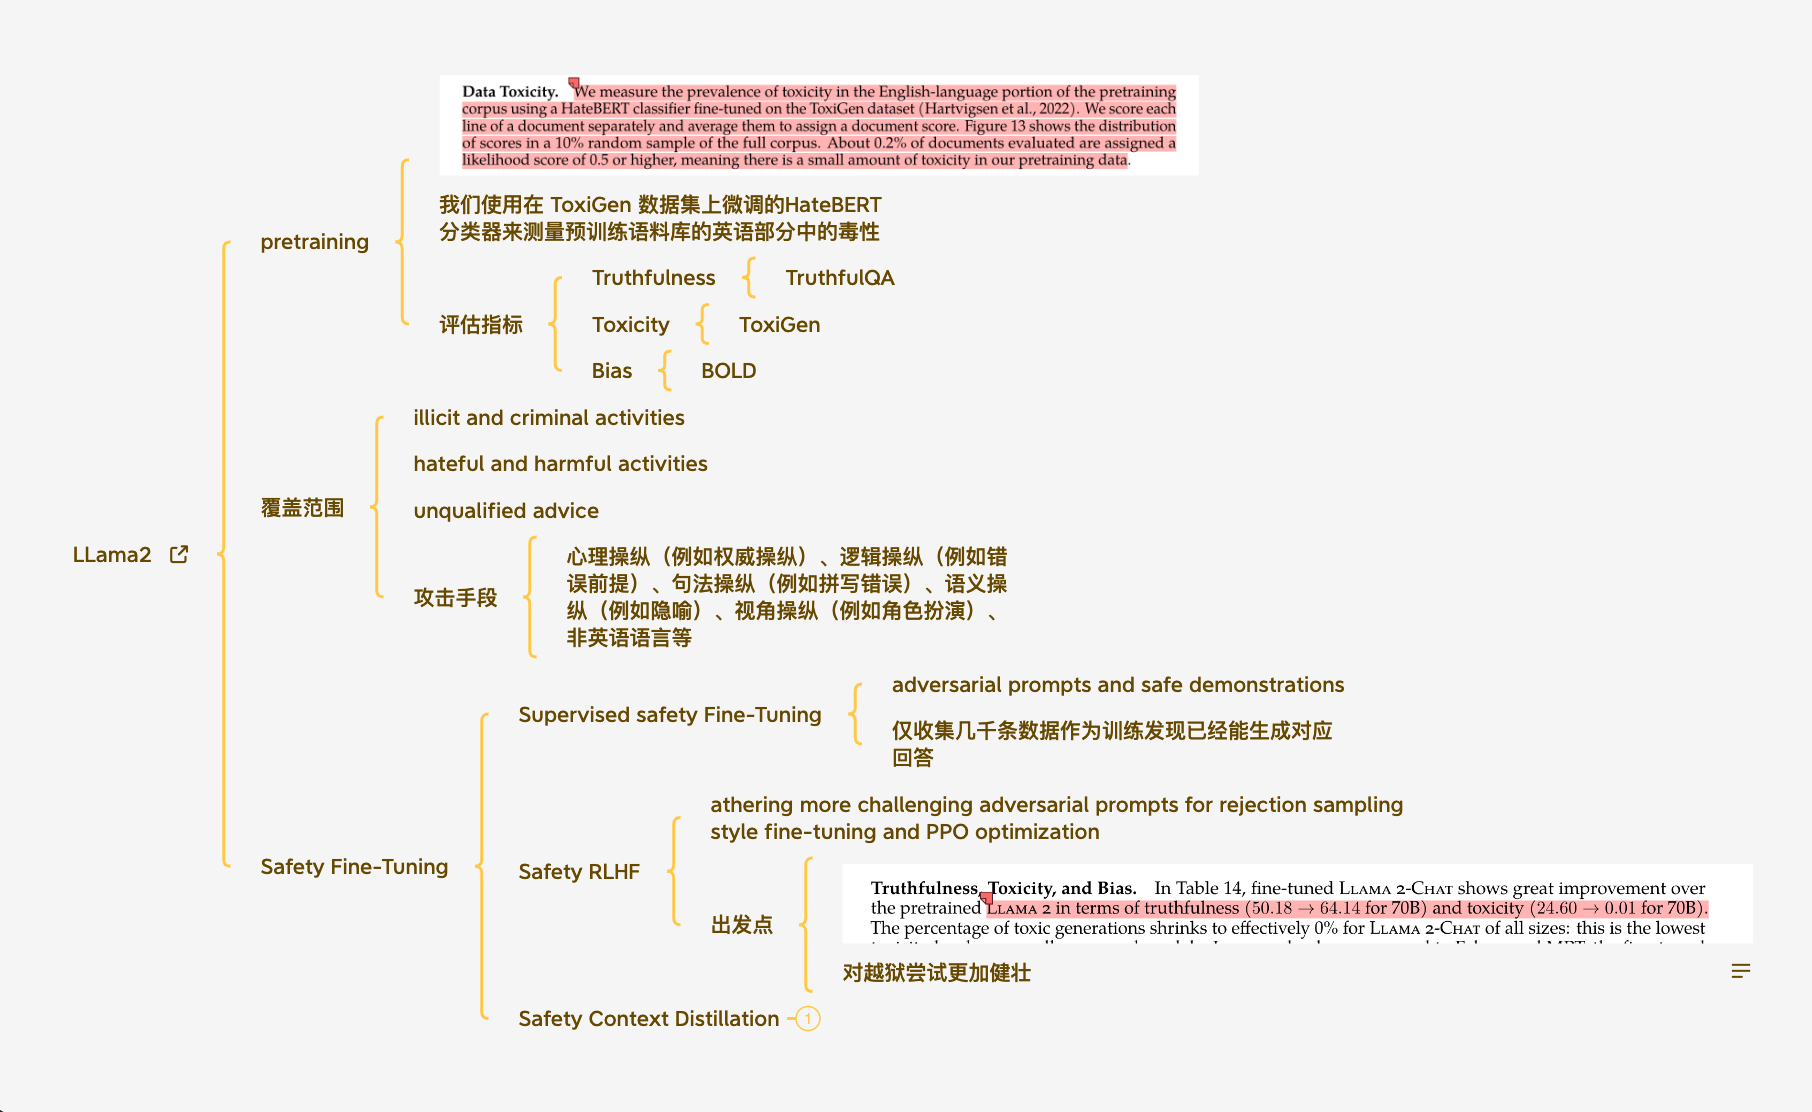 Data Toxicity. We measure the prevalence of toxicity in the English-language portion of the pretraining
corpus using a HateBERT classifier fine-tuned on the ToxiGen dataset (Hartvigsen et al., 2022). We score each
line of a document separately and average them to assign a document score. Figure 13 shows the distribution
of scores in a 10% random sample of the full corpus. About 0.2% of documents evaluated are assigned a
likelihood score of 0.5 or higher, meaning there is a small amount of toxicity in our pretraining data.
我们使用在 ToxiGen 数据集上微调的HateBERT
分类器来测量预训练语料库的英语部分中的毒性
pretraining
Truthfulness
TruthfulQA
评估指标
Toxicity
ToxiGen
Bias
BOLD
illicit and criminal activities
hateful and harmful activities
覆盖范围
unqualified advice
LLama2
心理操纵（例如权威操纵）、逻辑操纵（例如错
误前提）、句法操纵（例如拼写错误）、语义操
纵（例如隐喻）、视角操纵（例如角色扮演）、
非英语语言等
攻击手段
adversarial prompts and safe demonstrations
Supervised safety Fine-Tuning
仅收集几千条数据作为训练发现已经能生成对应
回答
athering more challenging adversarial prompts for rejection sampling
style fine-tuning and PPO optimization
Safety Fine-Tuning
Safety RLHF
Truthfulness, Toxicity, and Bias. In Table 14, fine-tuned LLAMA 2-CHAT shows great improvement over
the pretrained LLAMA 2 in terms of truthfulness (50.18 → 64.14 for 70B) and toxicity (24.60 → 0.01 for 70B).
The percentage of toxic generations shrinks to effectively 0% for LLAMA 2-CHAT of all sizes: this is the lowest
出发点
对越狱尝试更加健壮
Safety Context Distillation
1